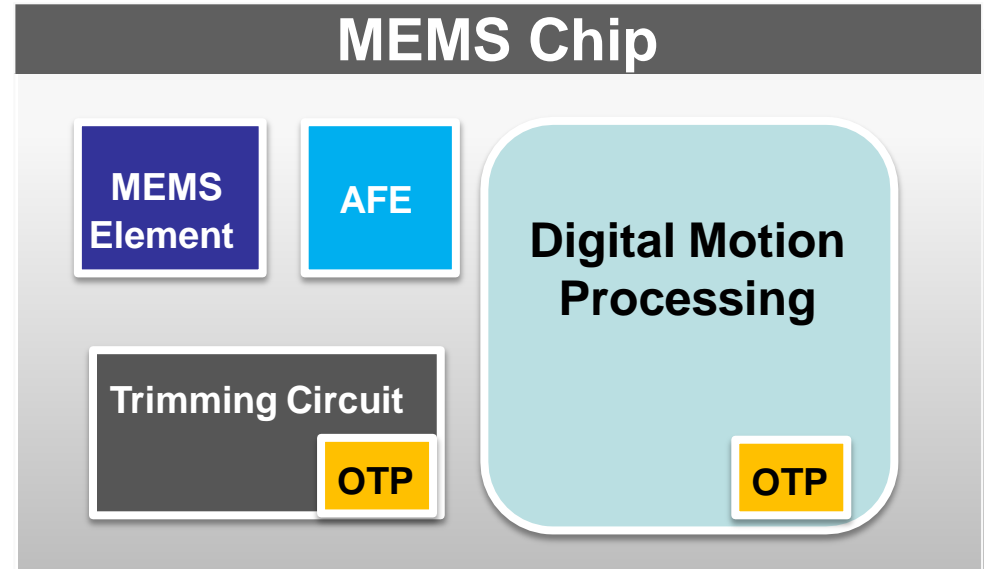 MEMS Chip
MEMS
Element
AFE
Digital Motion
Processing
Trimming Circuit
OTP
OTP